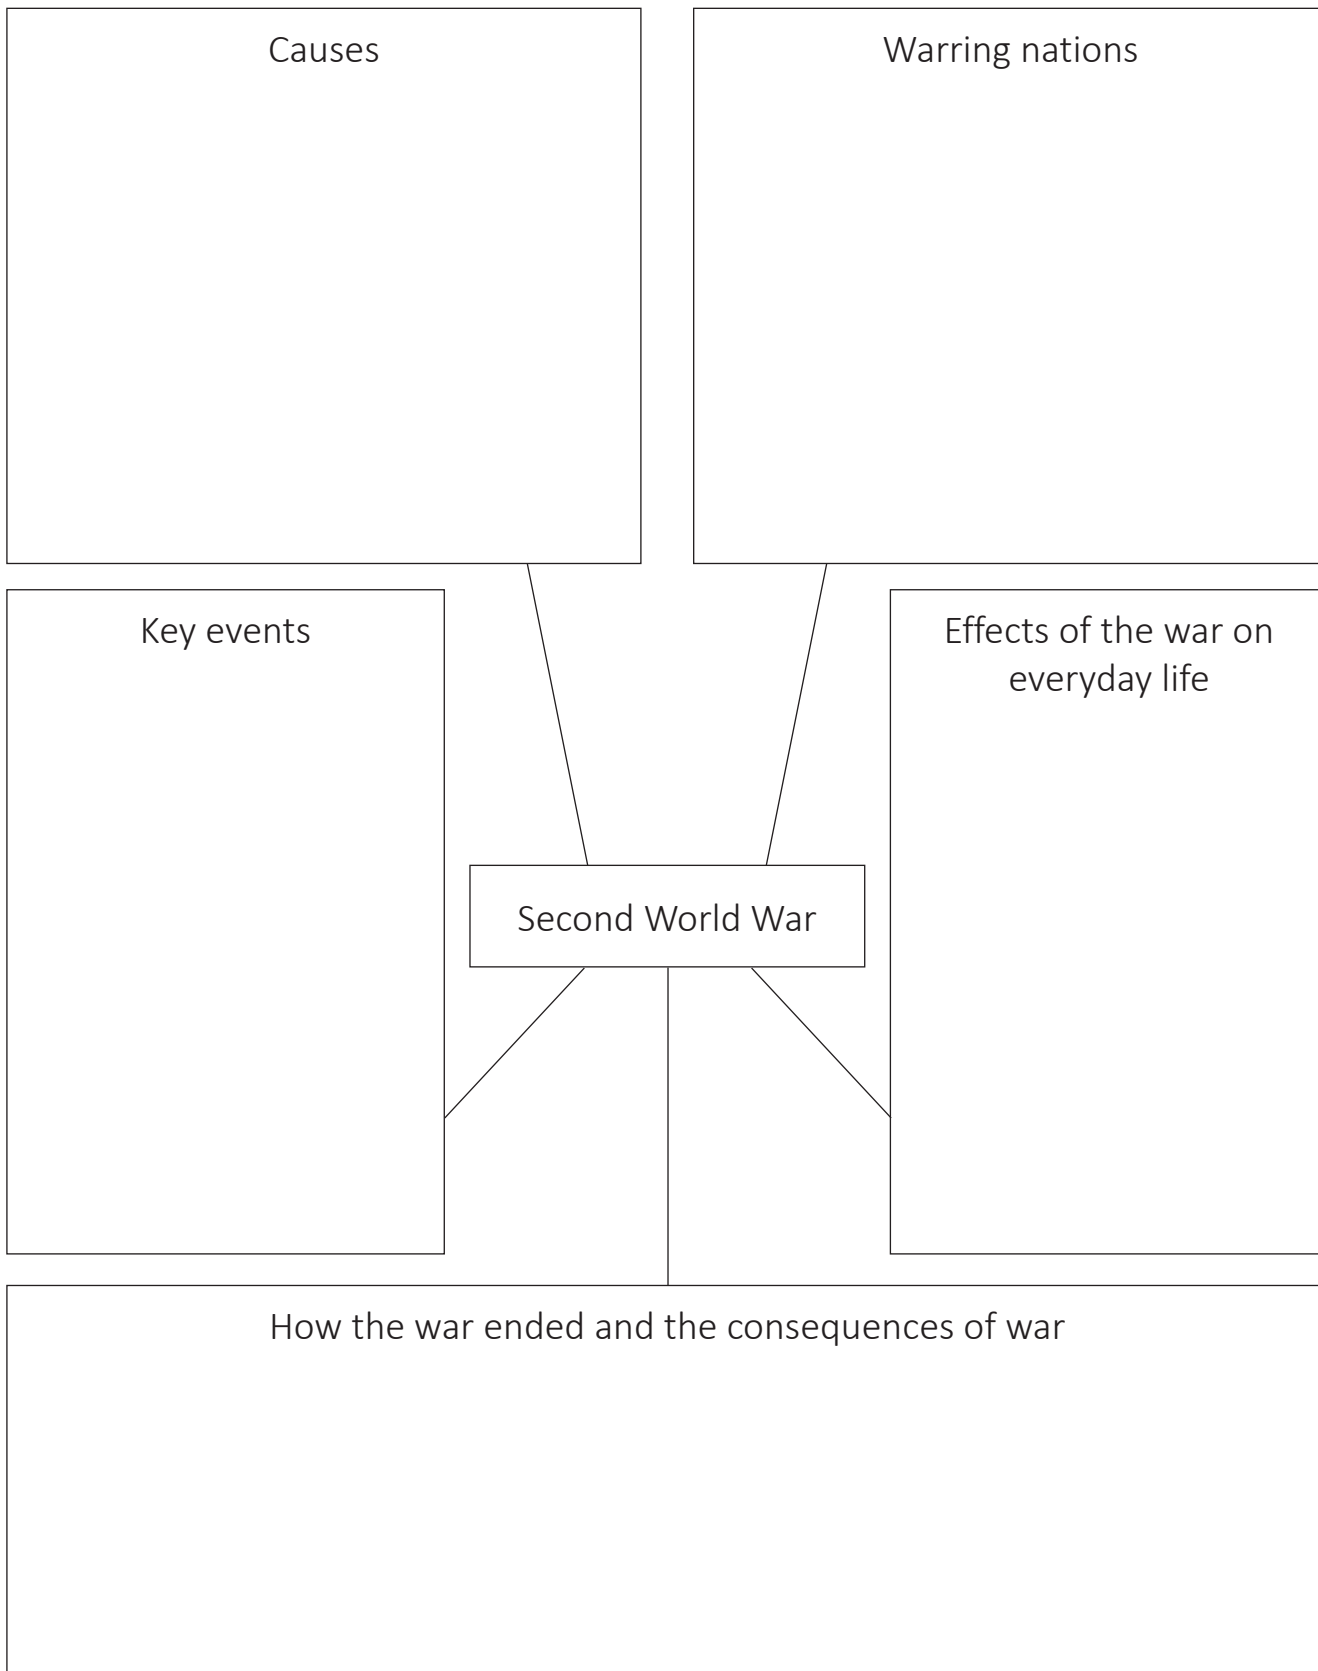 Causes
Warring nations
Key events
Effects of the war on
everyday life
Second World War
How the war ended and the consequences of war